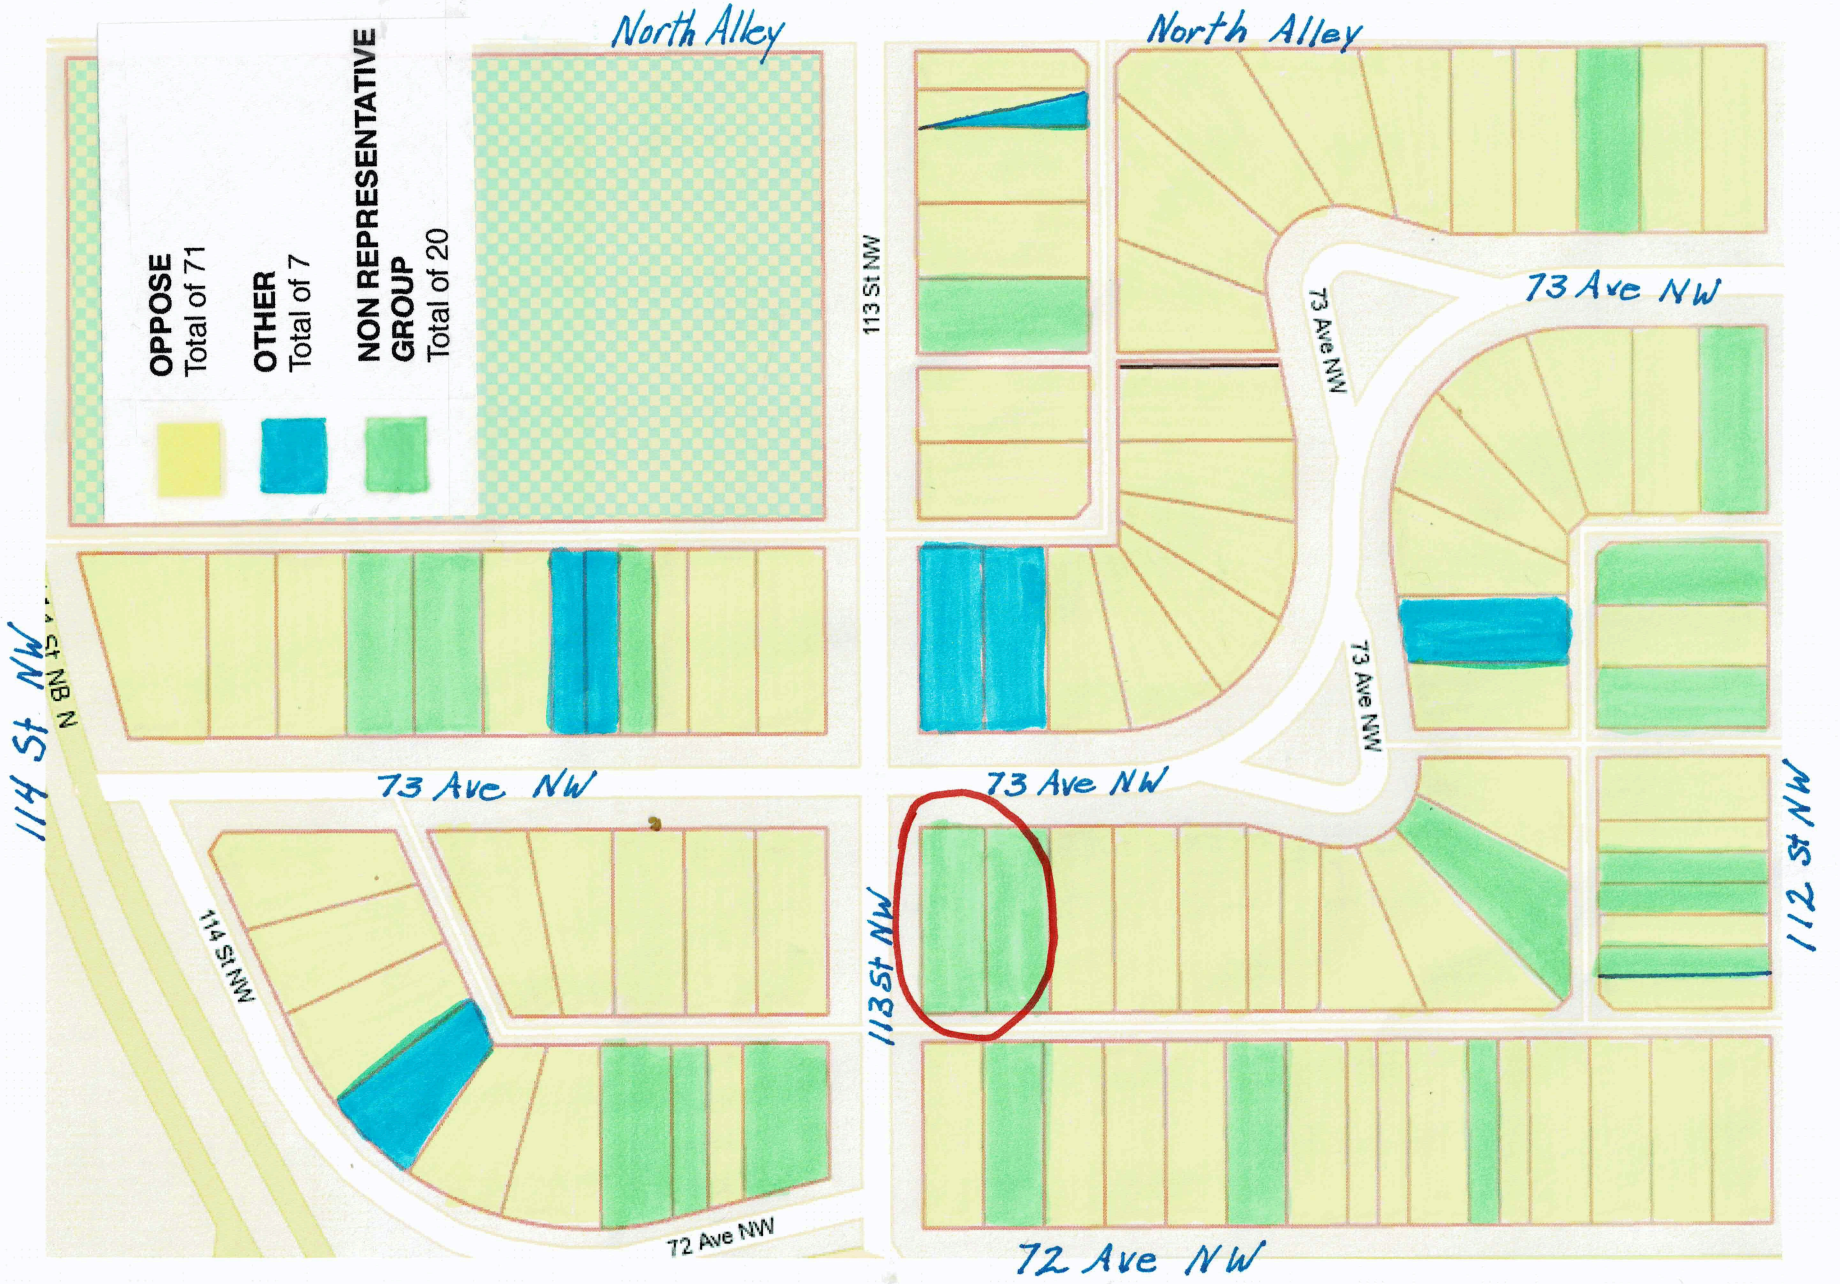 North Alley
North Alley
OPPOSE
Total of 71
OTHER
Total of 7
NON REPRESENTATIVE
GROUP
Total of 20
113 St NW
73 Ave NW
73 Ave NW
114 St NW
St NB N
73 Ave NW
73 Ave NW
73 Ave NW
112 St NW
114 St NW
113 St NW
72 Ave NW
72 Ave NW